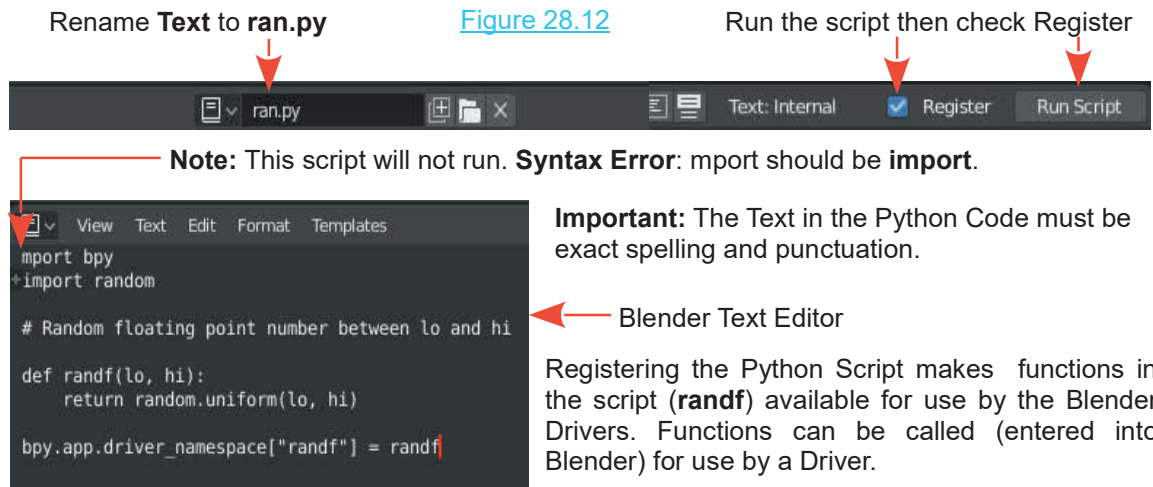 Rename Text to ran.py
Figure 28.12
Run the script then check Register
ran.py
Text: Internal
Register
Run Script
Note: This script will not run. Syntax Error: mport should be import.
View Text Edit Format Templates
mport bpy
import random
# Random floating point number between lo and hi
def randf(lo, hi):
    return random.uniform(lo, hi)
bpy.app.driver_namespace["randf"] = randf
Important: The Text in the Python Code must be
exact spelling and punctuation.
Blender Text Editor
Registering the Python Script makes functions in
the script (randf) available for use by the Blender
Drivers. Functions can be called (entered into
Blender) for use by a Driver.